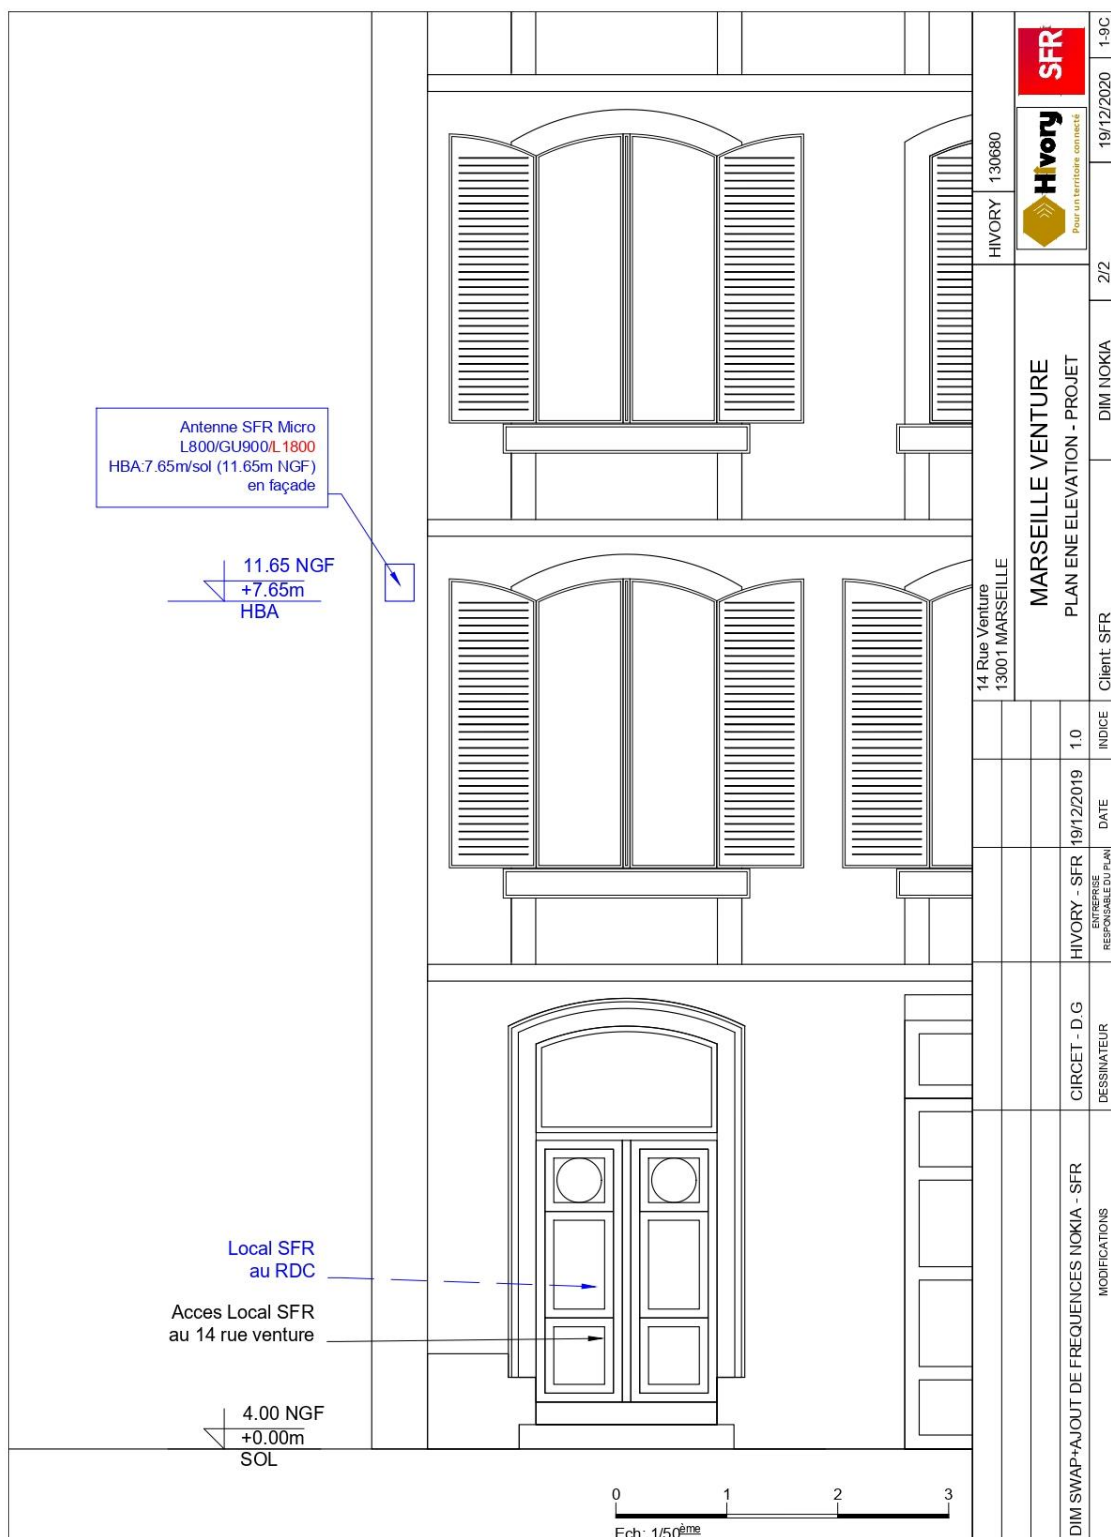 Antenne SFR Micro
L800/GU900/L1800
HBA:7.65m/sol (11.65m NGF)
en façade
11.65 NGF
+7.65m
HBA
Local SFR
au RDC
Acces Local SFR
au 14 rue venture
4.00 NGF
+0.00m
SOL
0 1 2 3
Ech: 1/50ème
SFR
Hivory
Pour un territoire connecté
HIVORY 130680
14 Rue Venture
13001 MARSEILLE
MARSEILLE VENTURE
PLAN ENE ELEVATION - PROJET
Client: SFR
DIM NOKIA
2/2
19/12/2020
1-9C
DIM SWAP+AJOUT DE FREQUENCES NOKIA - SFR
CIRCET - D.G
HIVORY - SFR
19/12/2019
1.0
MODIFICATIONS
DESSINATEUR
ENTREPRISE
RESPONSABLE DU PLAN
DATE
INDICE